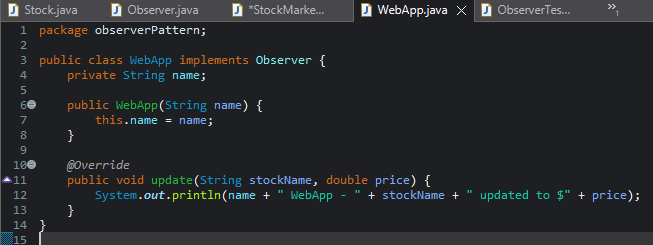 Stock.java Observer.java *StockMarke... WebApp.java ObserverTes... 1
1 package observerPattern;
2
3 public class WebApp implements Observer {
4     private String name;
5
6     public WebApp(String name) {
7         this.name = name;
8     }
9
10     @Override
11     public void update(String stockName, double price) {
12         System.out.println(name + " WebApp - " + stockName + " updated to $" + price);
13     }
14 }
15